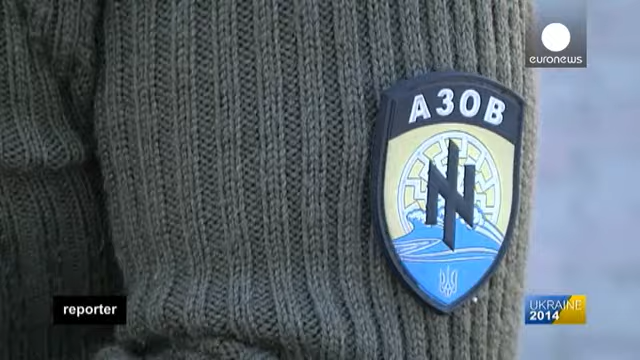 euronews
АЗОВ
reporter
UKRAINE
2014